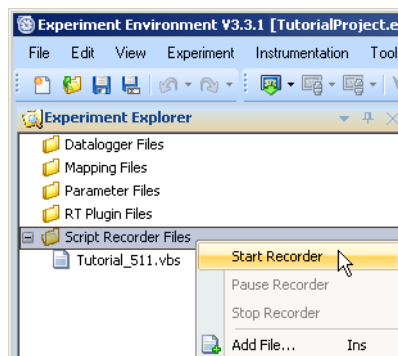 Experiment Environment V3.3.1 [TutorialProject.e
File Edit View Experiment Instrumentation Tool
Experiment Explorer
Datalogger Files
Mapping Files
Parameter Files
RT Plugin Files
Script Recorder Files
Tutorial_511.vbs
Start Recorder
Pause Recorder
Stop Recorder
Add File... Ins